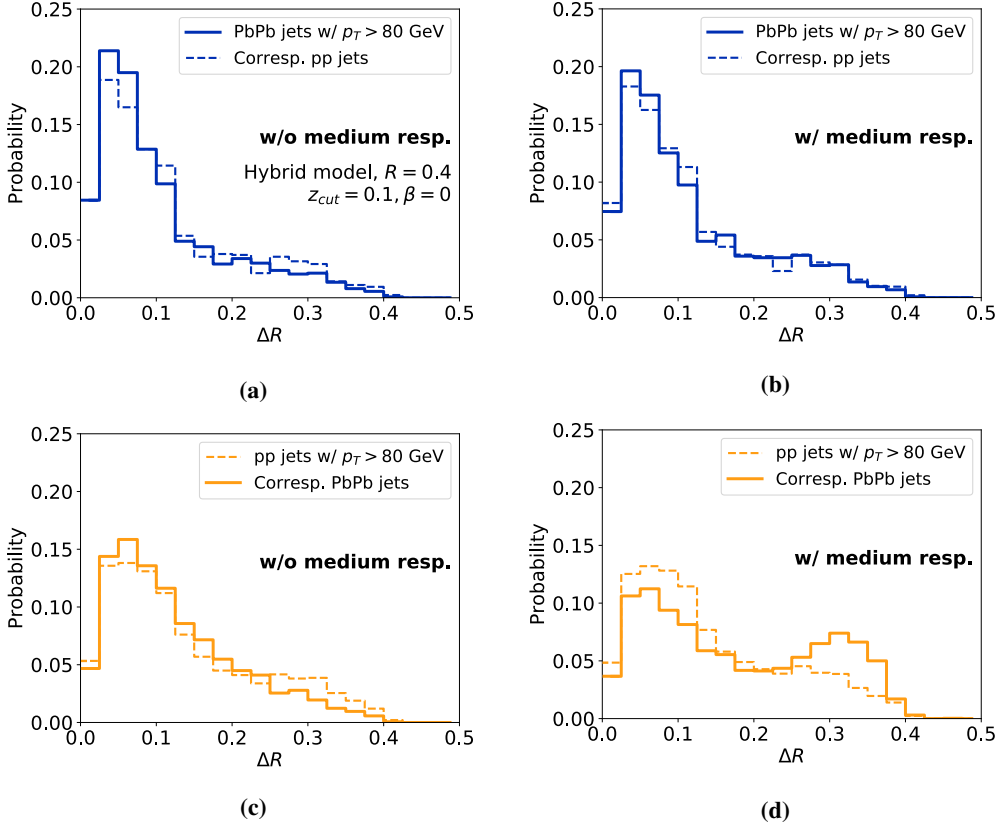 0.25
0.20
0.15
0.10
0.05
0.00
Probability
PbPb jets w/ p_T > 80 GeV
Corresp. pp jets
w/o medium resp.
Hybrid model, R = 0.4
z_cut = 0.1, β = 0
0.0 0.1 0.2 0.3 0.4 0.5
ΔR
(a)
0.25
0.20
0.15
0.10
0.05
0.00
Probability
PbPb jets w/ p_T > 80 GeV
Corresp. pp jets
w/ medium resp.
0.0 0.1 0.2 0.3 0.4 0.5
ΔR
(b)
0.25
0.20
0.15
0.10
0.05
0.00
Probability
pp jets w/ p_T > 80 GeV
Corresp. PbPb jets
w/o medium resp.
0.0 0.1 0.2 0.3 0.4 0.5
ΔR
(c)
0.25
0.20
0.15
0.10
0.05
0.00
Probability
pp jets w/ p_T > 80 GeV
Corresp. PbPb jets
w/ medium resp.
0.0 0.1 0.2 0.3 0.4 0.5
ΔR
(d)